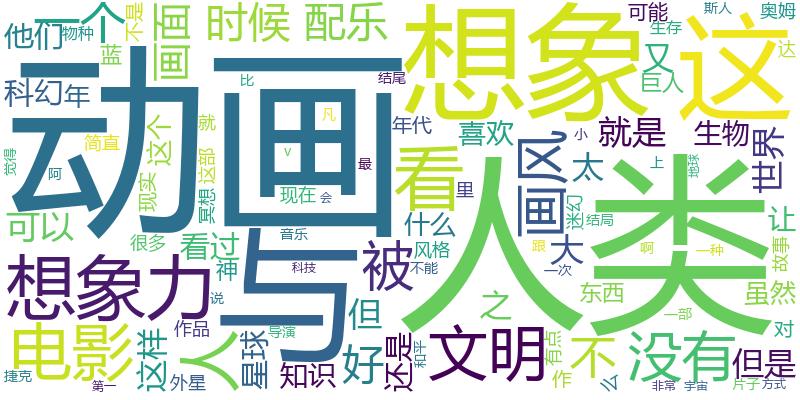 一个
他们
物种
不是
蓝
画面
时候
配乐
想象
这
可能
斯人
奥姆
生存
达
又
巨人
科幻
年
动画
比
结尾
简直
这个
就
凡
年代
喜欢
就是
生物
世界
觉得
阿
现实
这部
冥想
v
最
现在
会
看
里
画风
小
太
上
地球
人类
可以
很多
看过
音乐
什么
风格
迷幻
结局
跟
大
啊
一种
让
故事
想象力
神
说
与
科技
被
不能
一次
之
东西
虽然
电影
这样
作品
人
星球
导演
但
好
还是
和平
文明
有点
作
不
么
没有
一部
对
但是
捷克
第一
外星
知识
非常
宇宙
片子
方式